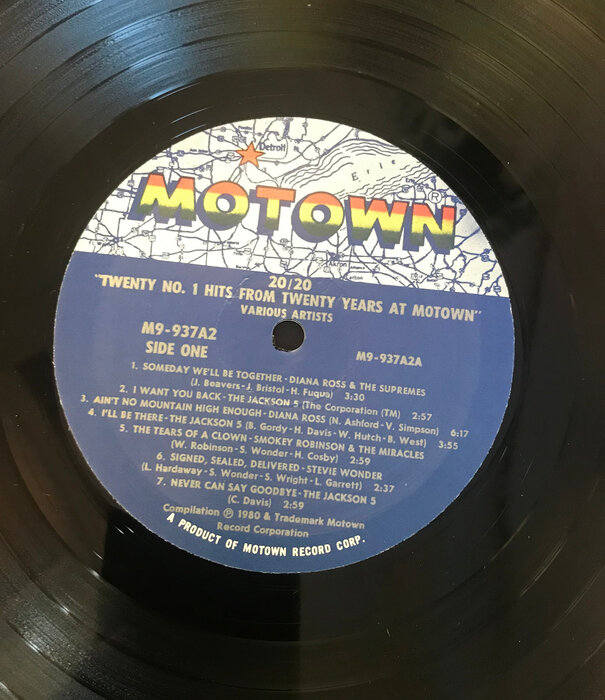 Detroit
Erie
MOTOWN®
20/20
"TWENTY NO. 1 HITS FROM TWENTY YEARS AT MOTOWN"
VARIOUS ARTISTS
M9-937A2
SIDE ONE
M9-937A2A
1. SOMEDAY WE'LL BE TOGETHER - DIANA ROSS & THE SUPREMES
(J. Beavers - J. Bristol - H. Fuqua) 3:30
2. I WANT YOU BACK - THE JACKSON 5 (The Corporation (TM) 2:57
3. AIN'T NO MOUNTAIN HIGH ENOUGH - DIANA ROSS (N. Ashford - V. Simpson) 6:17
4. I'LL BE THERE - THE JACKSON 5 (B. Gordy - H. Davis - W. Hutch - B. West) 3:55
5. THE TEARS OF A CLOWN - SMOKEY ROBINSON & THE MIRACLES
(W. Robinson - S. Wonder - H. Cosby) 2:59
6. SIGNED, SEALED, DELIVERED - STEVIE WONDER
(L. Hardaway - S. Wonder - S. Wright - L. Garrett) 2:37
7. NEVER CAN SAY GOODBYE - THE JACKSON 5
(C. Davis) 2:59
Compilation ℗ 1980 & Trademark Motown
Record Corporation
A PRODUCT OF MOTOWN RECORD CORP.